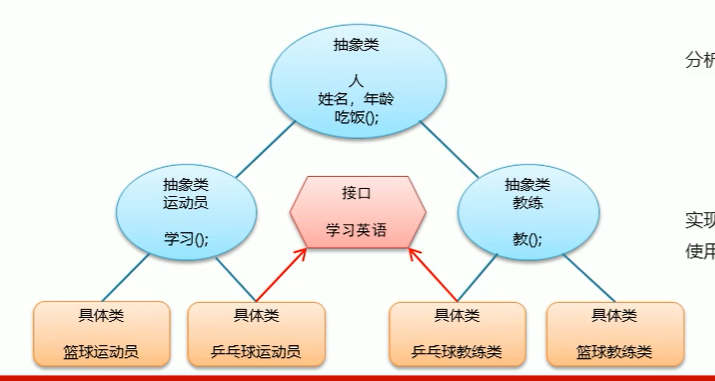 抽象类
人
姓名，年龄
吃饭();
分析
抽象类
运动员
学习();
接口
学习英语
抽象类
教练
教();
实现
使用
具体类
篮球运动员
具体类
乒乓球运动员
具体类
乒乓球教练类
具体类
篮球教练类